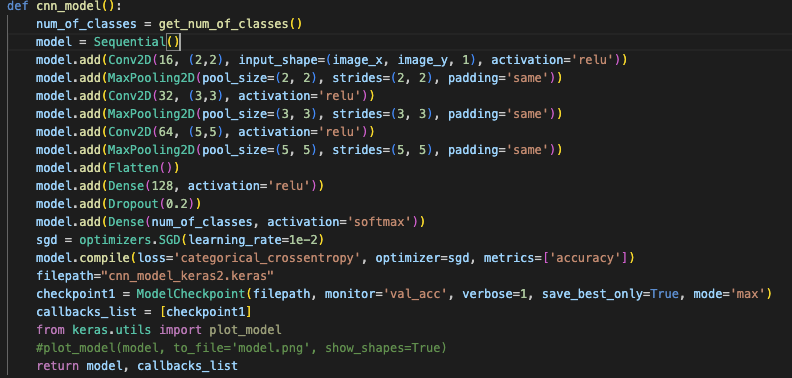 def cnn_model():
    num_of_classes = get_num_of_classes()
    model = Sequential()
    model.add(Conv2D(16, (2,2), input_shape=(image_x, image_y, 1), activation='relu'))
    model.add(MaxPooling2D(pool_size=(2, 2), strides=(2, 2), padding='same'))
    model.add(Conv2D(32, (3,3), activation='relu'))
    model.add(MaxPooling2D(pool_size=(3, 3), strides=(3, 3), padding='same'))
    model.add(Conv2D(64, (5,5), activation='relu'))
    model.add(MaxPooling2D(pool_size=(5, 5), strides=(5, 5), padding='same'))
    model.add(Flatten())
    model.add(Dense(128, activation='relu'))
    model.add(Dropout(0.2))
    model.add(Dense(num_of_classes, activation='softmax'))
    sgd = optimizers.SGD(learning_rate=1e-2)
    model.compile(loss='categorical_crossentropy', optimizer=sgd, metrics=['accuracy'])
    filepath="cnn_model_keras2.keras"
    checkpoint1 = ModelCheckpoint(filepath, monitor='val_acc', verbose=1, save_best_only=True, mode='max')
    callbacks_list = [checkpoint1]
    from keras.utils import plot_model
    #plot_model(model, to_file='model.png', show_shapes=True)
    return model, callbacks_list